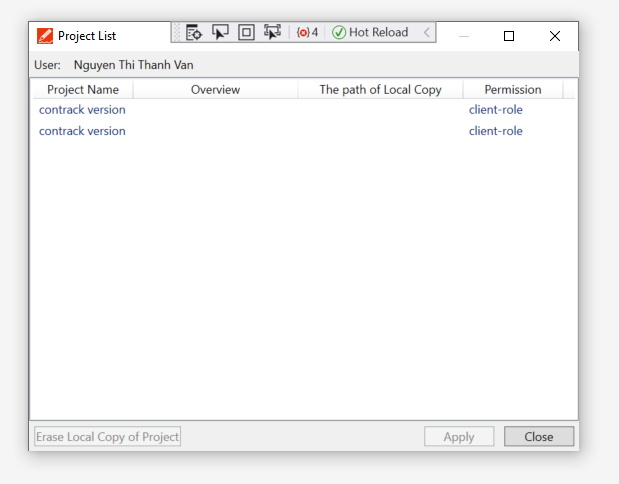 Project List
4
Hot Reload
User: Nguyen Thi Thanh Van
Project Name Overview The path of Local Copy Permission
contrack version client-role
contrack version client-role
Erase Local Copy of Project Apply Close